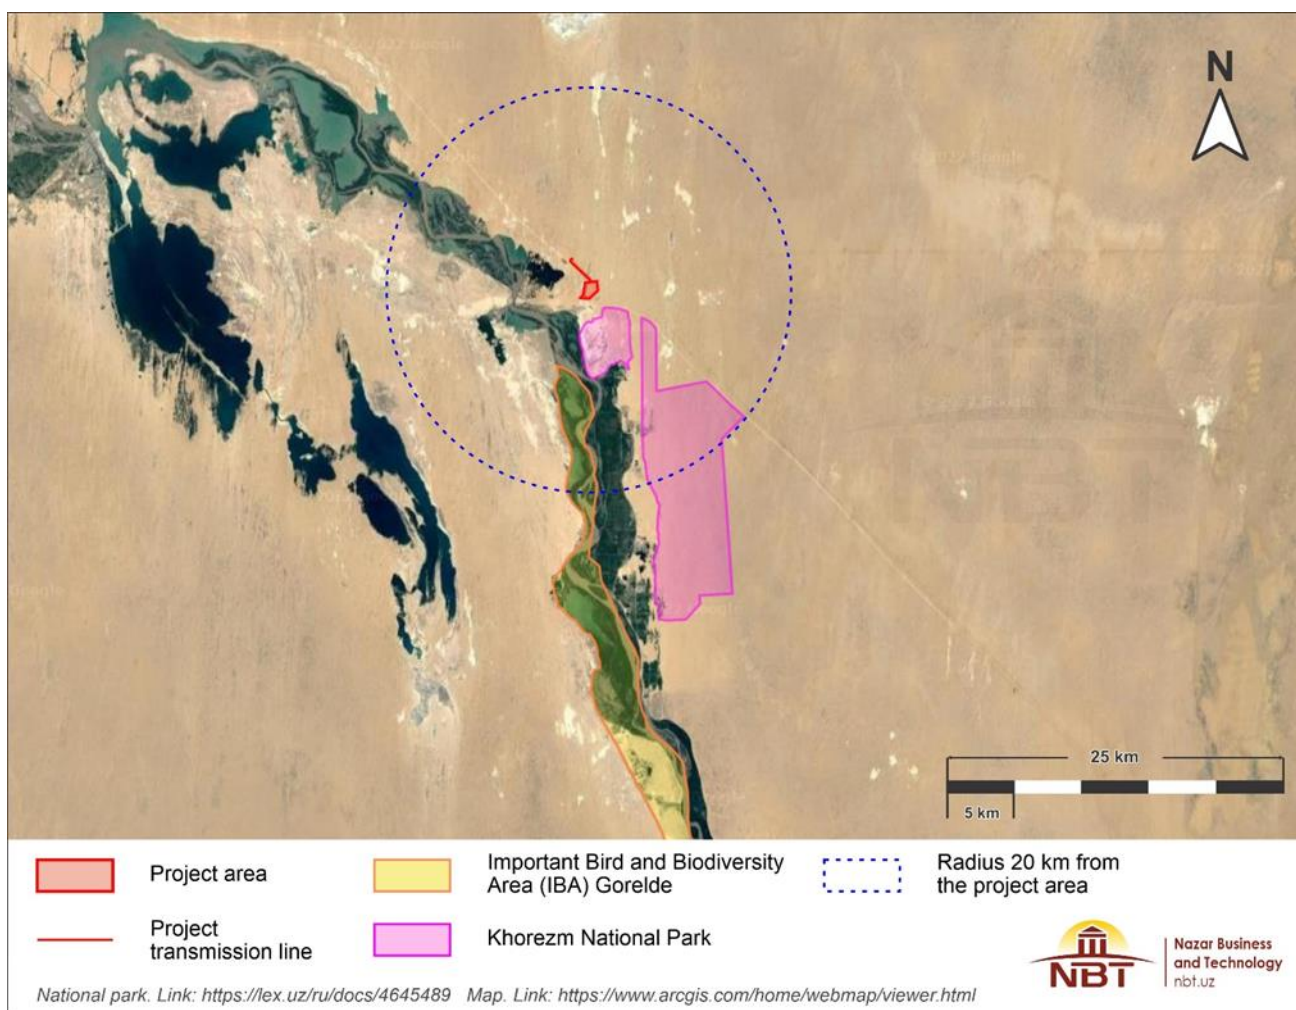 N
25 km
5 km
Project area
Important Bird and Biodiversity
Area (IBA) Gorelde
Radius 20 km from
the project area
Project
transmission line
Khorezm National Park
NBT
Nazar Business
and Technology
nbt.uz
National park. Link: https://lex.uz/ru/docs/4645489 Map. Link: https://www.arcgis.com/home/webmap/viewer.html